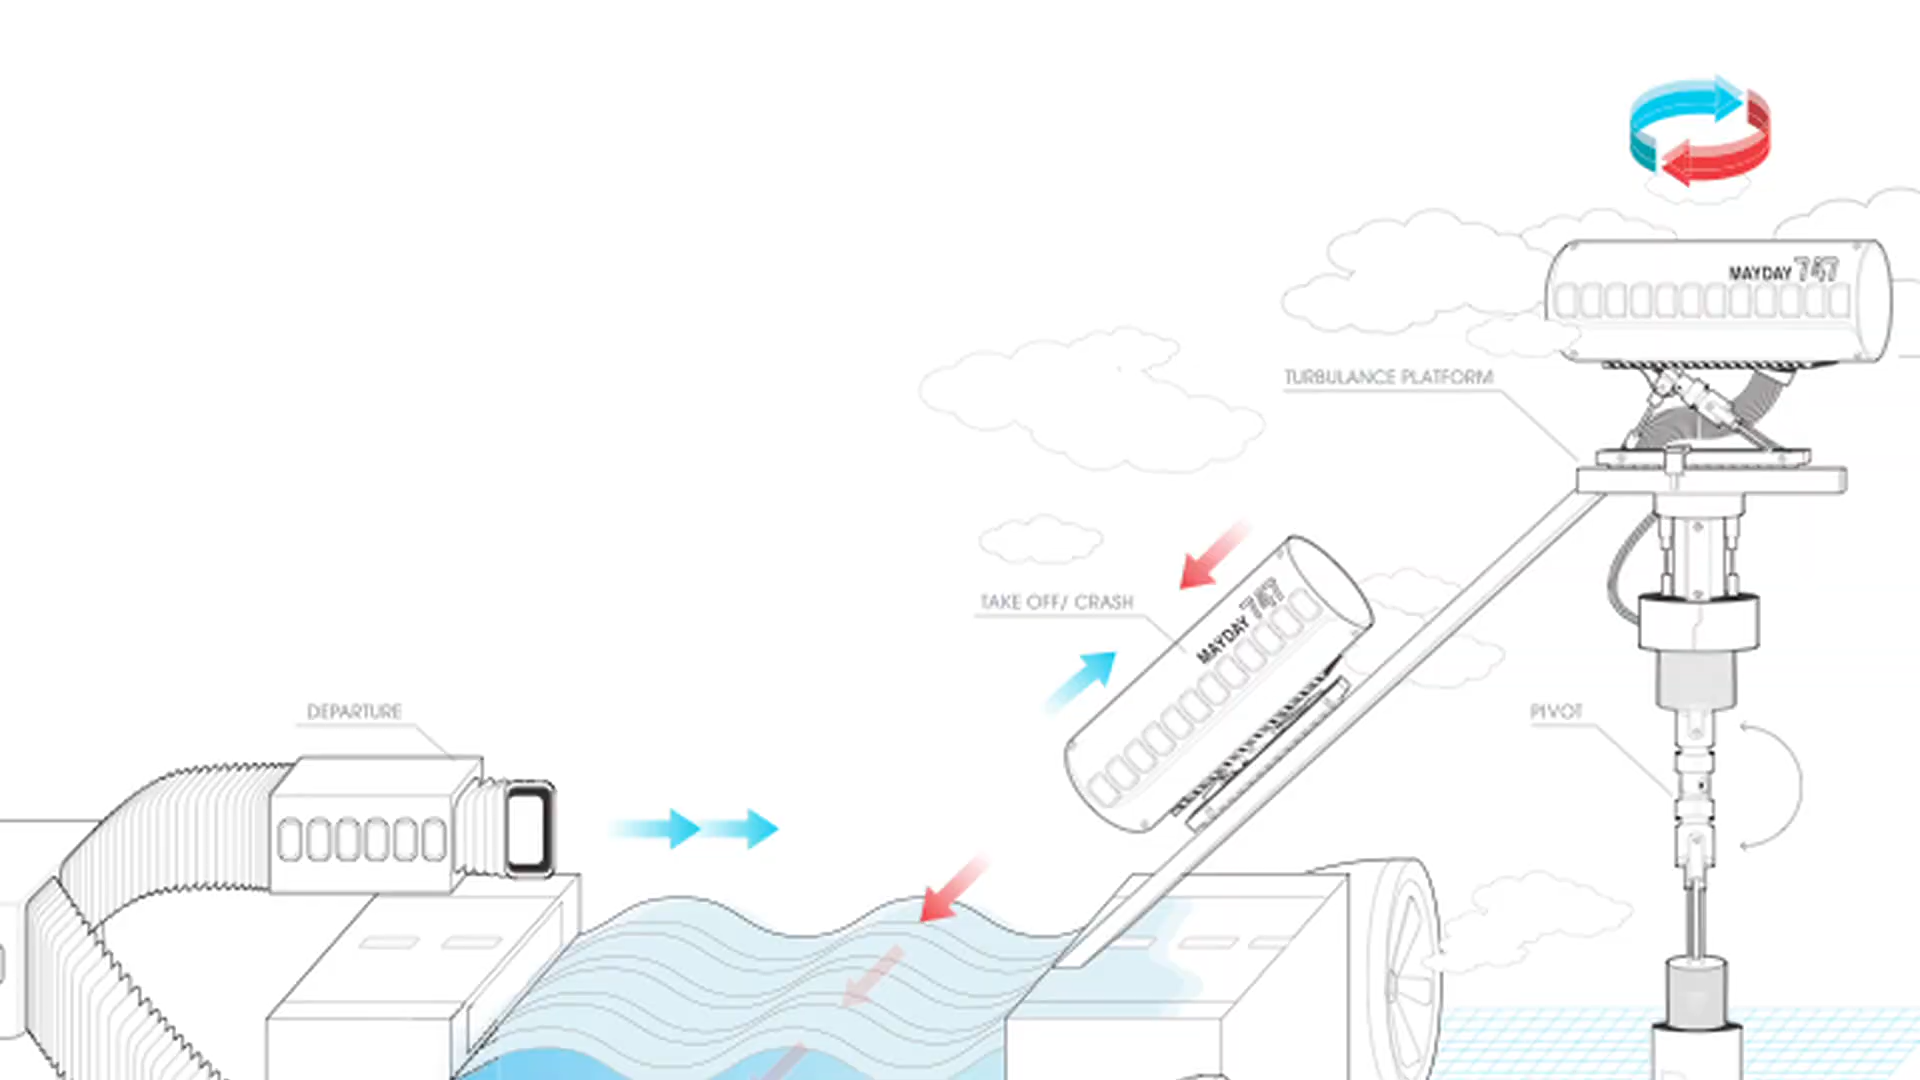 MAYDAY 747
TURBULANCE PLATFORM
TAKE OFF/ CRASH
MAYDAY 747
DEPARTURE
PIVOT